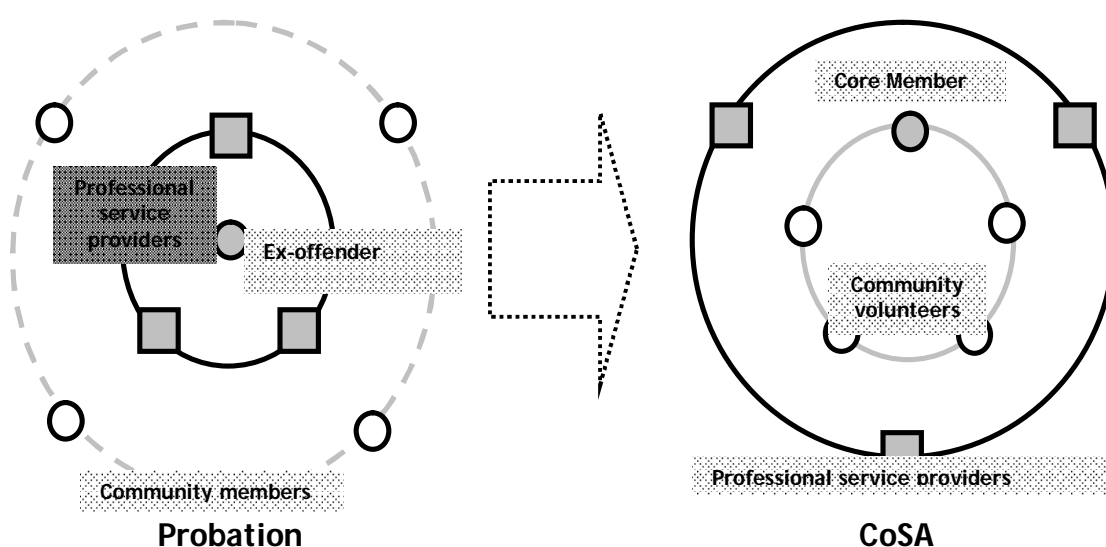 Professional
service
providers
Ex-offender
Community members
Probation
Core Member
Community
volunteers
Professional service providers
CoSA